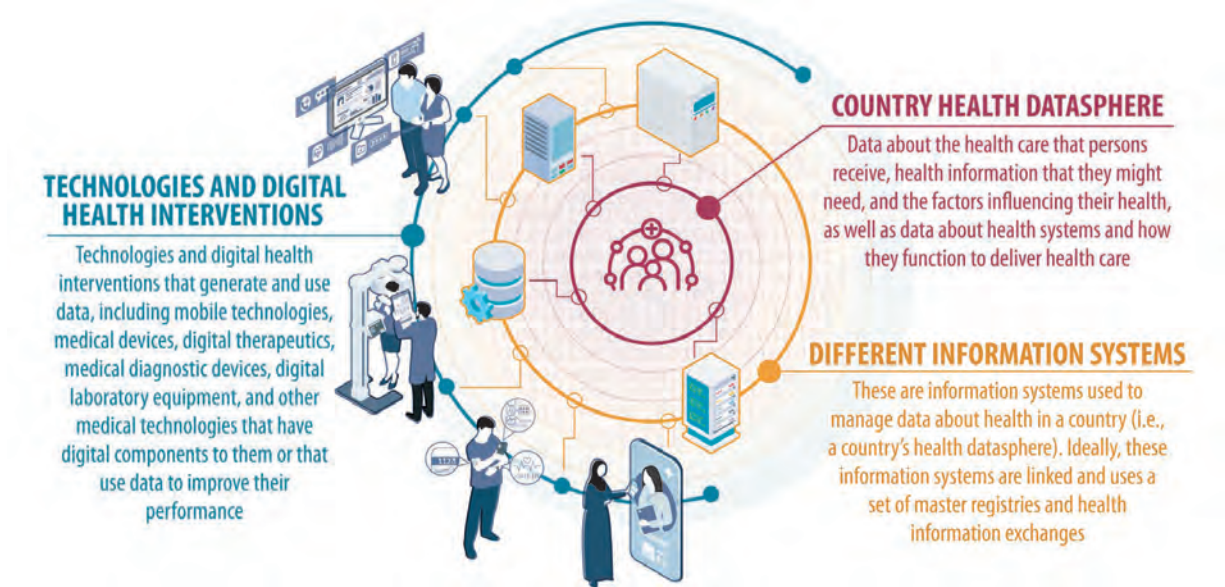 TECHNOLOGIES AND DIGITAL
HEALTH INTERVENTIONS
Technologies and digital health
interventions that generate and use
data, including mobile technologies,
medical devices, digital therapeutics,
medical diagnostic devices, digital
laboratory equipment, and other
medical technologies that have
digital components to them or that
use data to improve their
performance
COUNTRY HEALTH DATASPHERE
Data about the health care that persons
receive, health information that they might
need, and the factors influencing their health,
as well as data about health systems and how
they function to deliver health care
DIFFERENT INFORMATION SYSTEMS
These are information systems used to
manage data about health in a country (i.e.,
a country's health datasphere). Ideally, these
information systems are linked and uses a
set of master registries and health
information exchanges